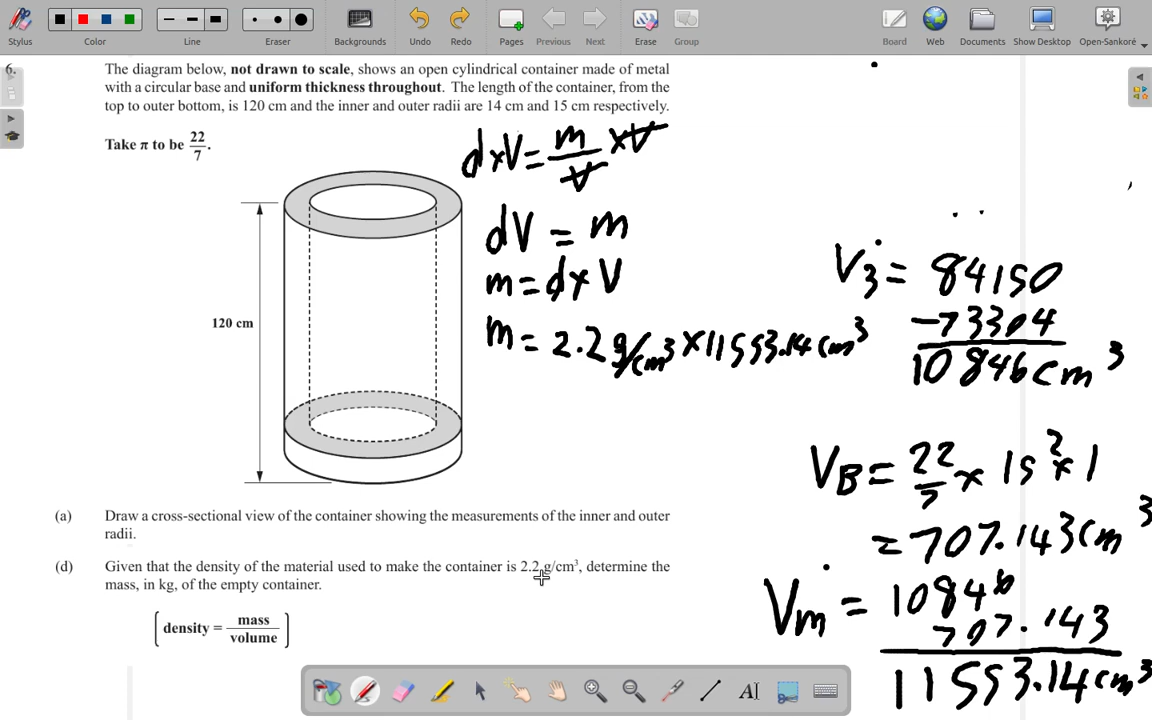 Stylus Color Line Eraser Backgrounds Undo Redo Pages Previous Next Erase Group Board Web Documents Show Desktop Open-Sankoré
6. The diagram below, not drawn to scale, shows an open cylindrical container made of metal
with a circular base and uniform thickness throughout. The length of the container, from the
top to outer bottom, is 120 cm and the inner and outer radii are 14 cm and 15 cm respectively.
Take π to be 22/7.
120 cm
d×V = m/V ×V
dV = m
m = d×V
m = 2.2 g/cm³ × 11553.14 cm³
V3 = 84150
-73304
10846 cm³
VB = 22/7 × 15² × 1
= 707.143 cm³
Vm = 10846
707.143
11553.14 cm³
(a) Draw a cross-sectional view of the container showing the measurements of the inner and outer
radii.
(d) Given that the density of the material used to make the container is 2.2 g/cm³, determine the
mass, in kg, of the empty container.
[density = mass/volume]